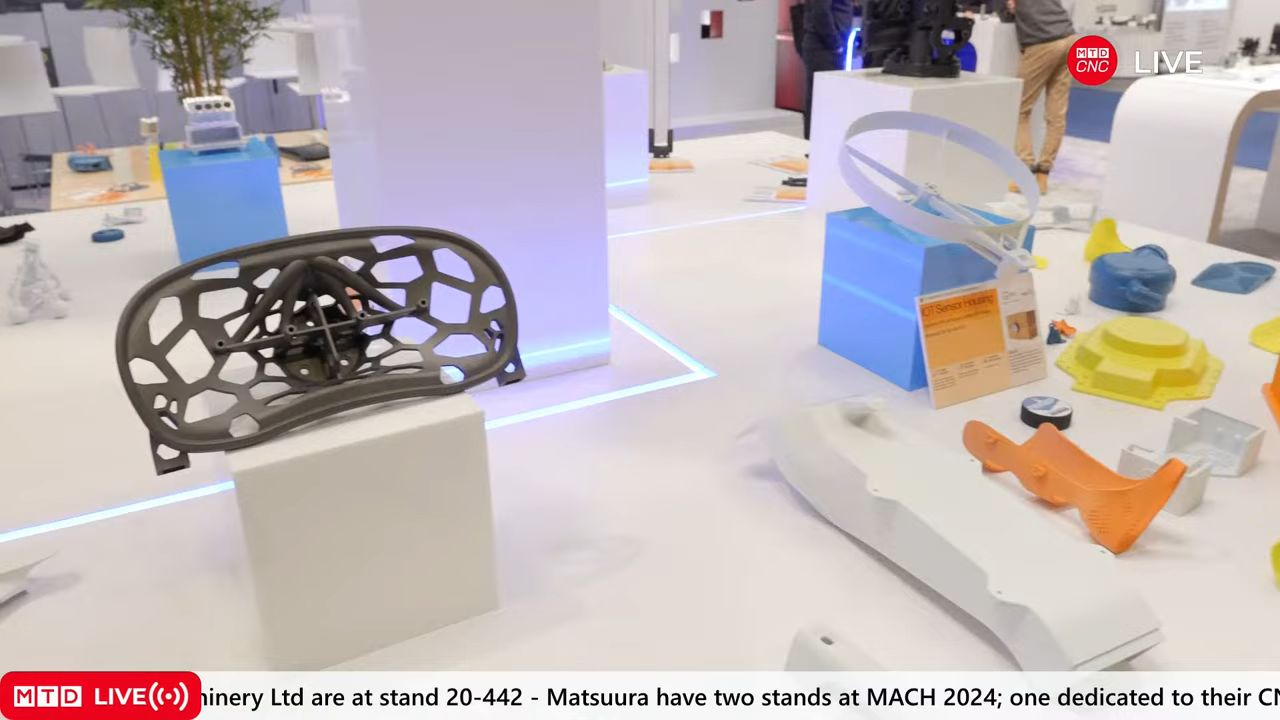 MTD
CNC
LIVE
IOT Sensor Housing
MTD LIVE
hinery Ltd are at stand 20-442 - Matsuura have two stands at MACH 2024; one dedicated to their CN